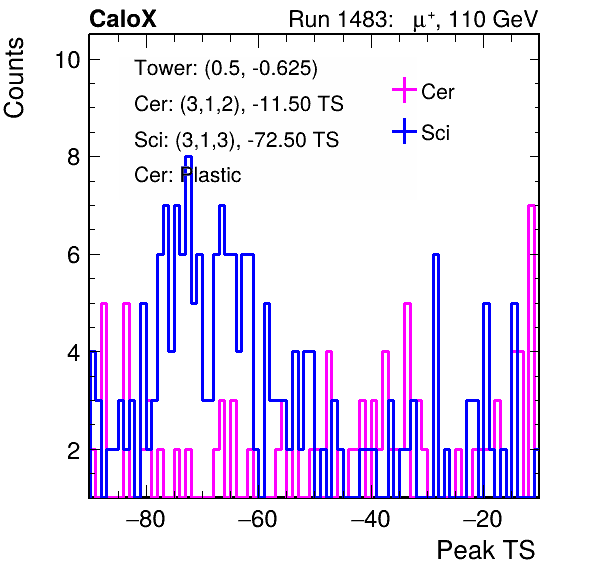 CaloX Run 1483: μ⁺, 110 GeV
Counts
Tower: (0.5, -0.625)
Cer: (3,1,2), -11.50 TS
Sci: (3,1,3), -72.50 TS
Cer: Plastic
Cer
Sci
10
8
6
4
2
−80 −60 −40 −20
Peak TS